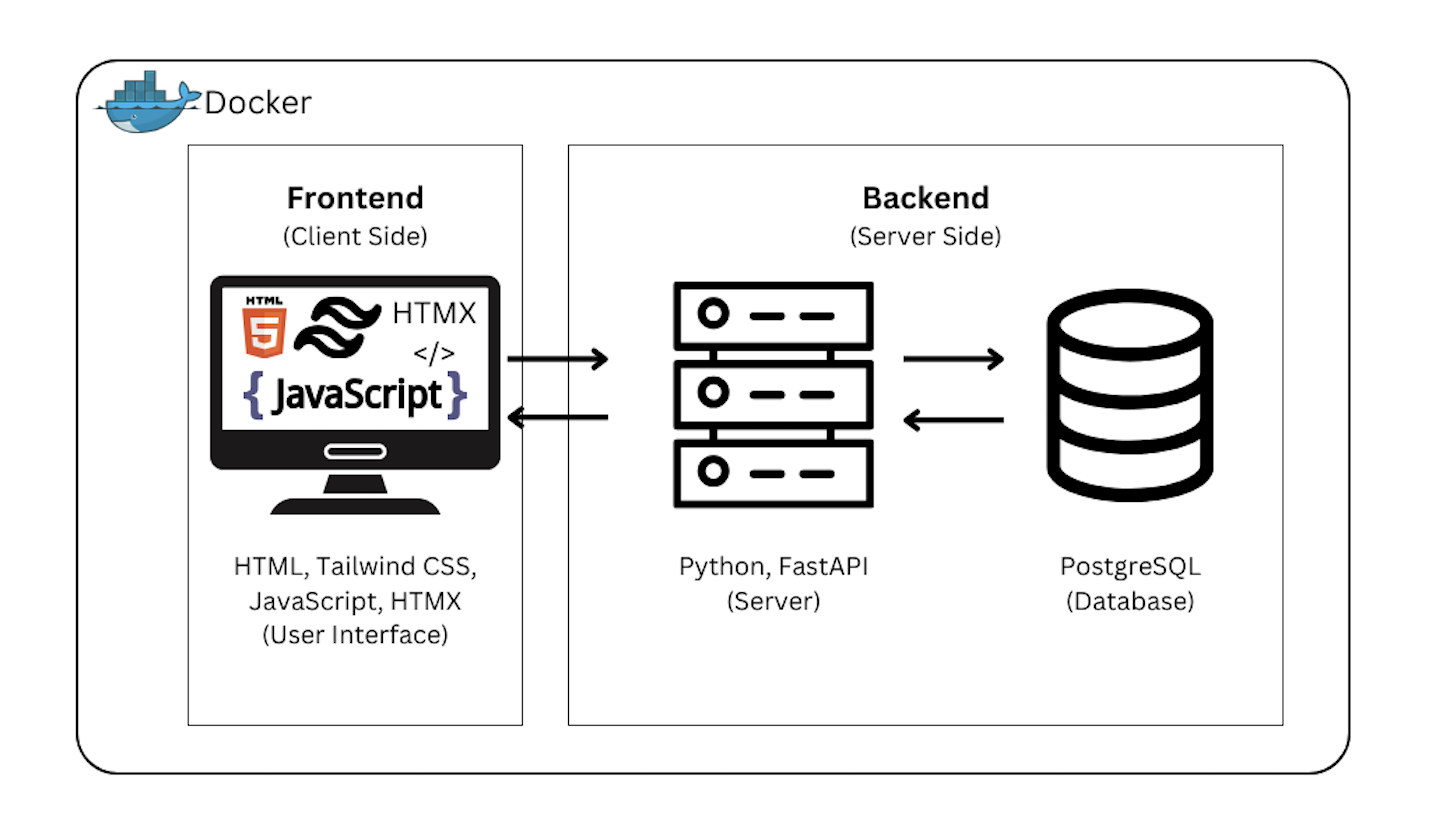 Docker
Frontend
(Client Side)
HTML
5
HTMX
</>
{ JavaScript }
HTML, Tailwind CSS,
JavaScript, HTMX
(User Interface)
Backend
(Server Side)
Python, FastAPI
(Server)
PostgreSQL
(Database)